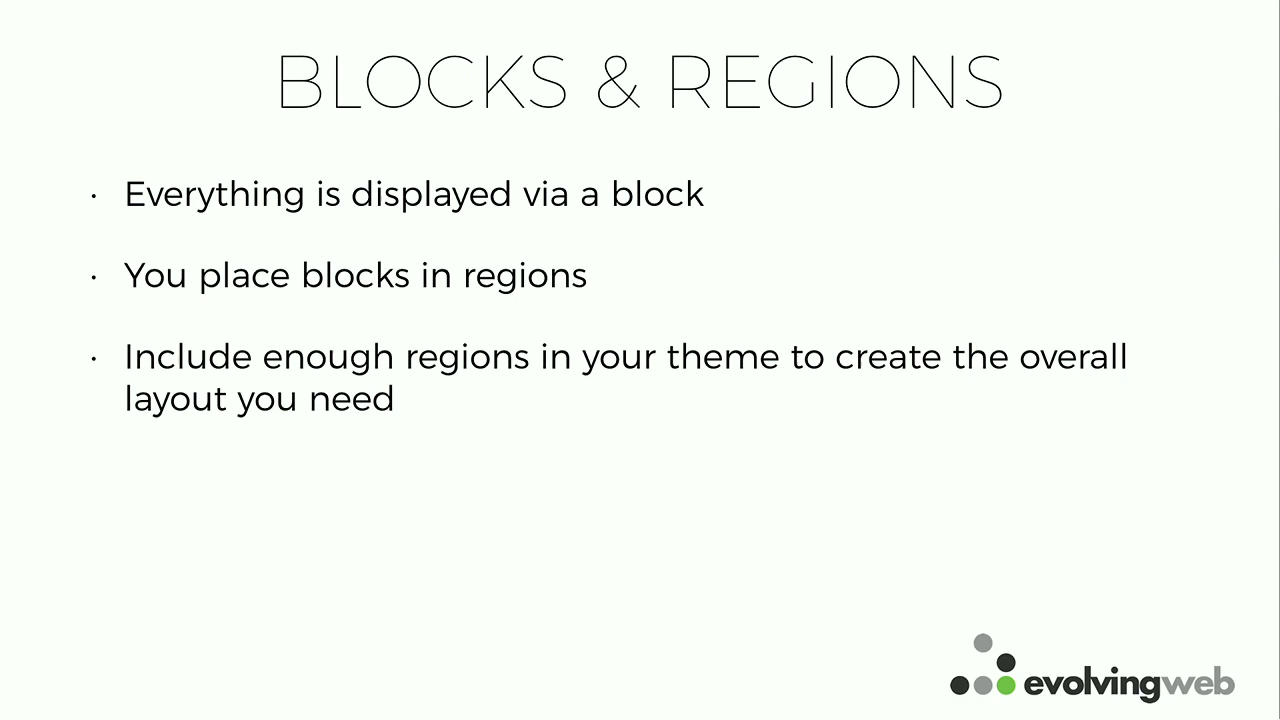 BLOCKS & REGIONS
· Everything is displayed via a block
· You place blocks in regions
· Include enough regions in your theme to create the overall
layout you need
evolvingweb